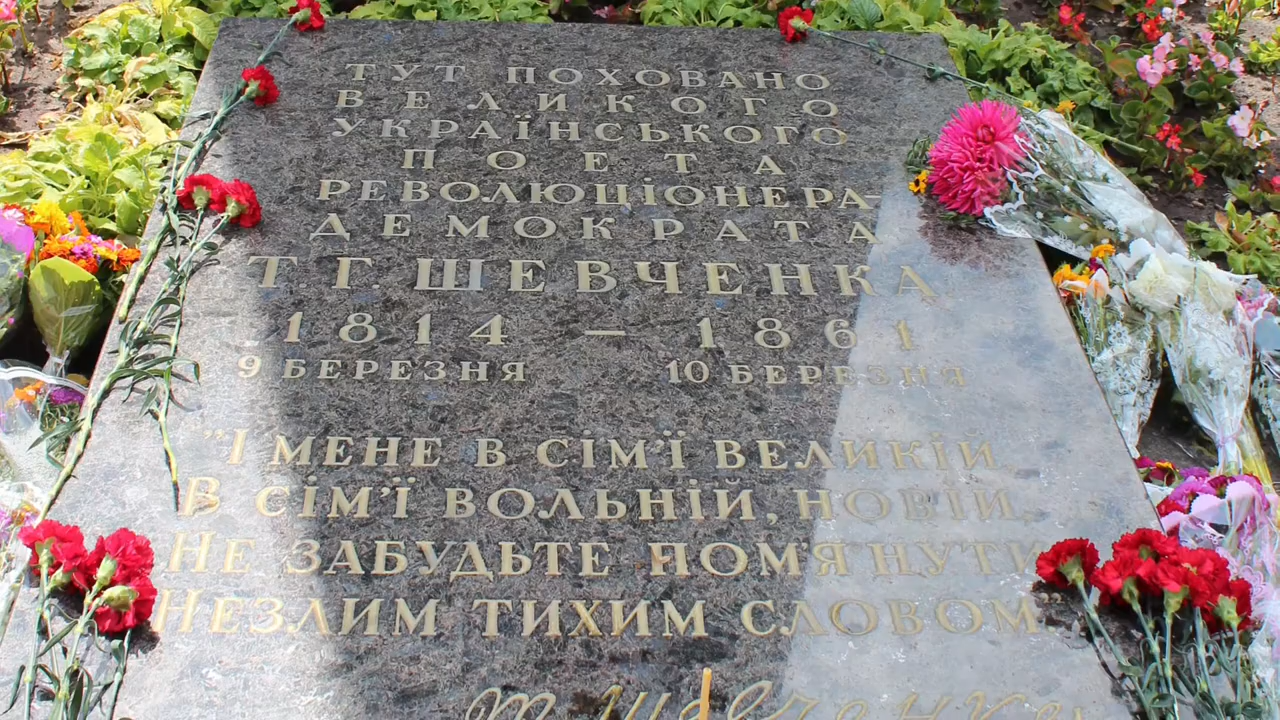 ТУТ ПОХОВАНО
ВЕЛИКОГО
УКРАЇНСЬКОГО
ПОЕТА
РЕВОЛЮЦІОНЕРА-
ДЕМОКРАТА
Т. Г. ШЕВЧЕНКА
1814 – 1861
9 БЕРЕЗНЯ 10 БЕРЕЗНЯ
"І МЕНЕ В СІМ'Ї ВЕЛИКІЙ,
В СІМ'Ї ВОЛЬНІЙ, НОВІЙ,
НЕ ЗАБУДЬТЕ ПОМ'ЯНУТИ
НЕЗЛИМ ТИХИМ СЛОВОМ"
Т. Шевченко